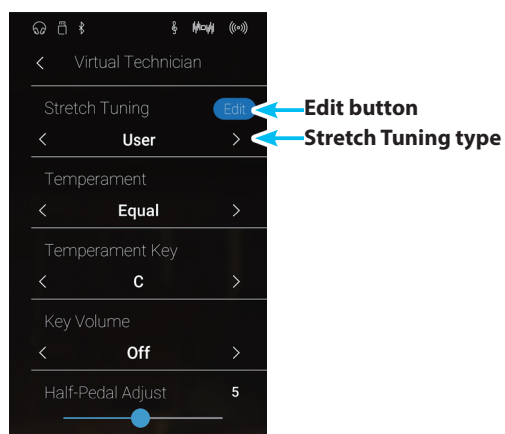 Virtual Technician
Stretch Tuning Edit
Edit button
User
Stretch Tuning type
Temperament
Equal
Temperament Key
C
Key Volume
Off
Half-Pedal Adjust 5